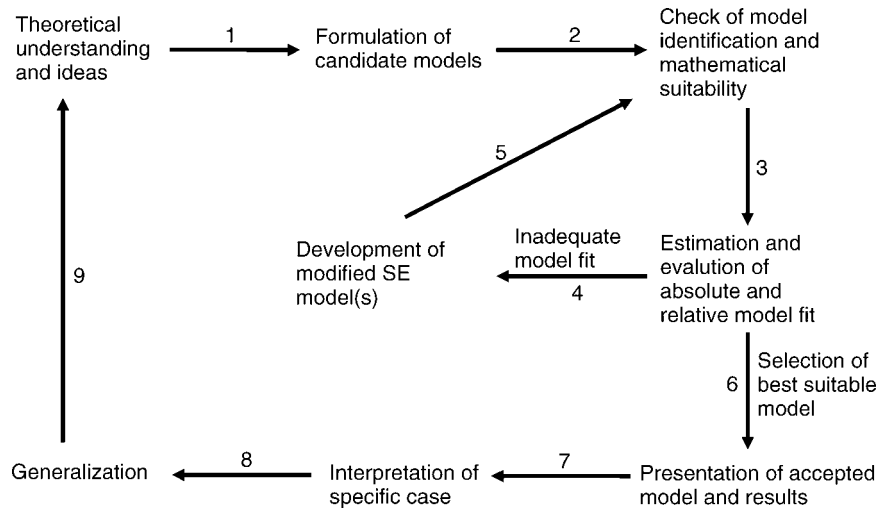 Theoretical
understanding
and ideas
1
Formulation of
candidate models
2
Check of model
identification and
mathematical
suitability
3
5
Development of
modified SE
model(s)
Inadequate
model fit
4
Estimation and
evalution of
absolute and
relative model fit
9
6
Selection of
best suitable
model
Generalization
8
Interpretation of
specific case
7
Presentation of accepted
model and results